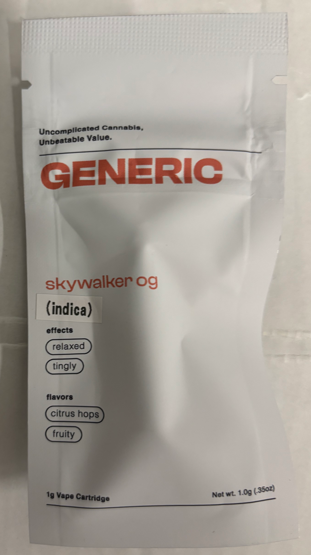 Uncomplicated Cannabis,
Unbeatable Value.
GENERIC
skywalker og
(indica)
effects
relaxed
tingly
flavors
citrus hops
fruity
1g Vape Cartridge
Net wt. 1.0g (.35oz)